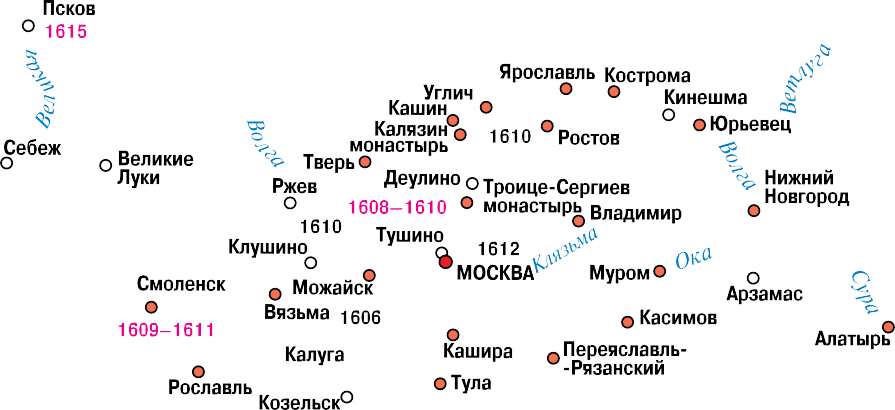 Псков
1615
Великая
Себеж
Великие
Луки
Волга
Ржев
1610
Клушино
Тверь
Углич
Кашин
Калязин
монастырь
1610
Ярославль
Кострома
Ростов
Кинешма
Юрьевец
Ветлуга
Волга
Нижний
Новгород
Деулино
Троице-Сергиев
монастырь
1608–1610
Владимир
Тушино
1612
МОСКВА
Клязьма
Муром
Ока
Арзамас
Сура
Алатырь
Смоленск
1609–1611
Можайск
Вязьма
1606
Калуга
Рославль
Козельск
Кашира
Тула
Переяславль-
-Рязанский
Касимов